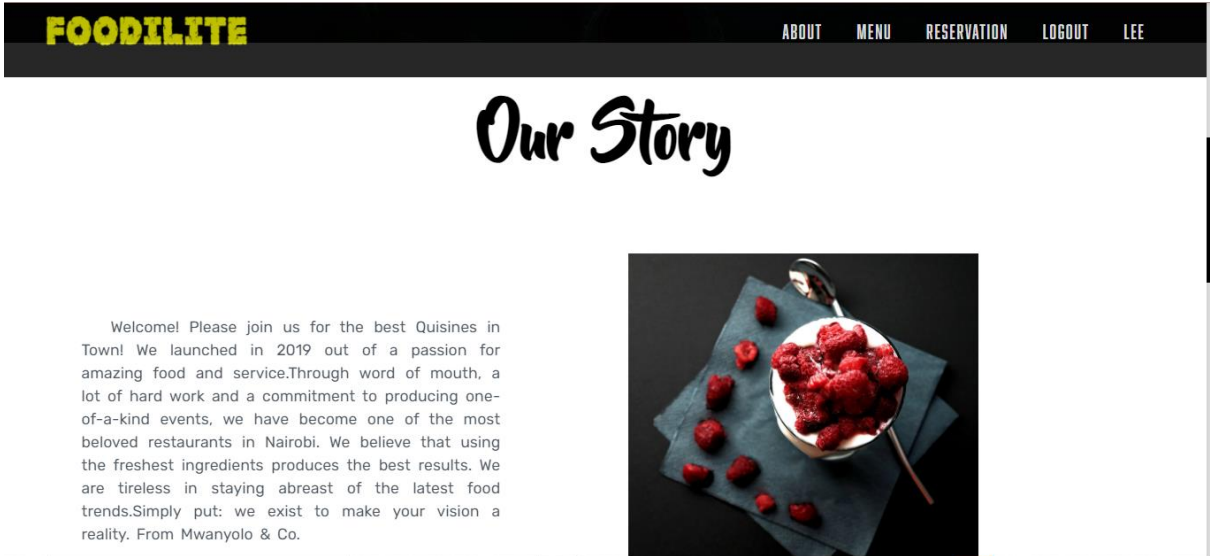 FOODILITE
ABOUT MENU RESERVATION LOGOUT LEE
Our Story
Welcome! Please join us for the best Quisines in
Town! We launched in 2019 out of a passion for
amazing food and service.Through word of mouth, a
lot of hard work and a commitment to producing one-
of-a-kind events, we have become one of the most
beloved restaurants in Nairobi. We believe that using
the freshest ingredients produces the best results. We
are tireless in staying abreast of the latest food
trends.Simply put: we exist to make your vision a
reality. From Mwanyolo & Co.